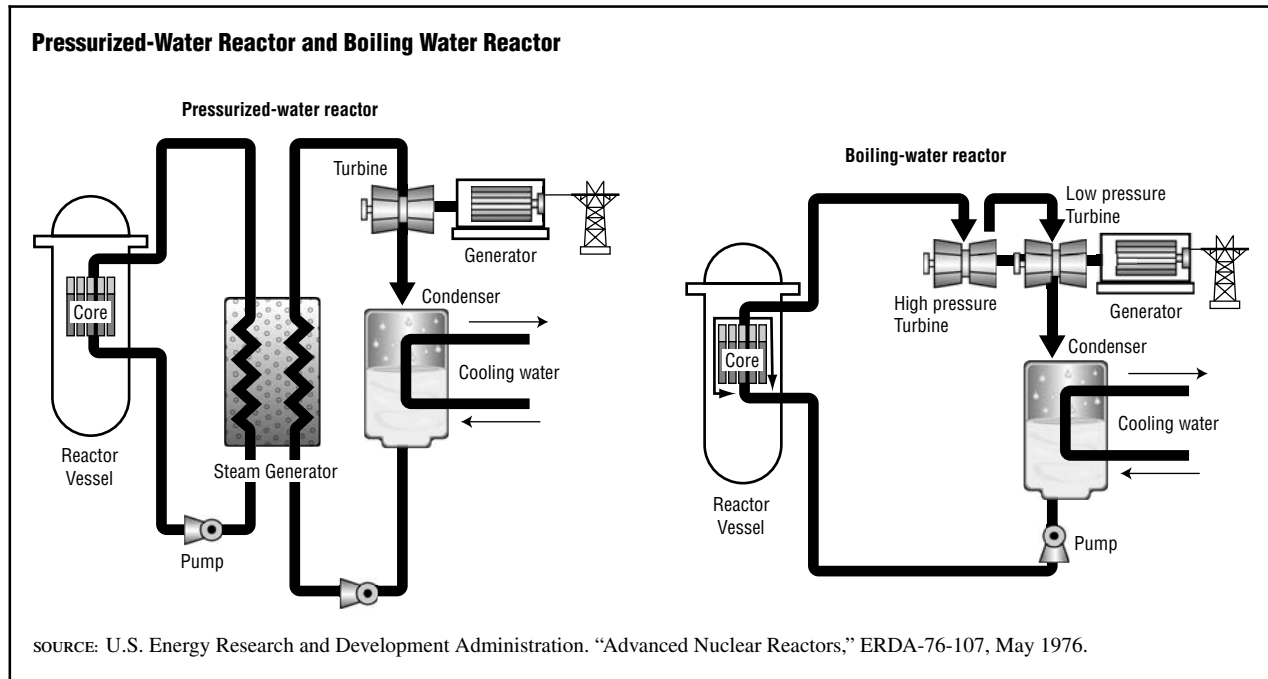 Pressurized-Water Reactor and Boiling Water Reactor
Pressurized-water reactor
Turbine
Generator
Condenser
Core
Cooling water
Reactor
Vessel
Steam Generator
Pump
Boiling-water reactor
Low pressure
Turbine
High pressure
Turbine
Generator
Condenser
Core
Cooling water
Reactor
Vessel
Pump
SOURCE: U.S. Energy Research and Development Administration. “Advanced Nuclear Reactors,” ERDA-76-107, May 1976.